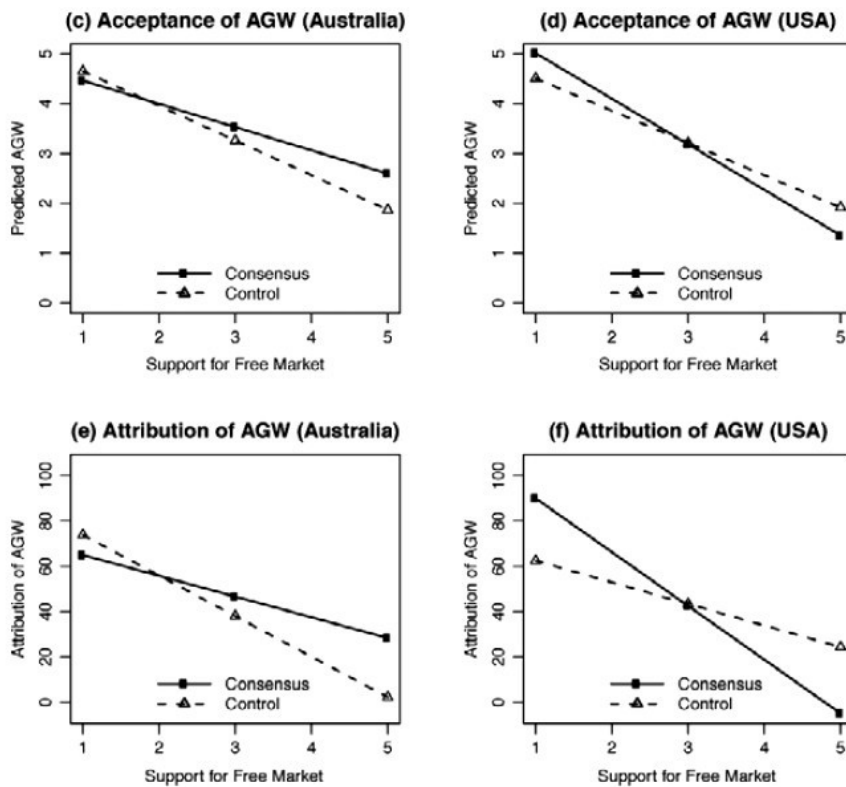 (c) Acceptance of AGW (Australia)
Predicted AGW
5
4
3
2
1
0
Consensus
Control
1 2 3 4 5
Support for Free Market
(d) Acceptance of AGW (USA)
Predicted AGW
5
4
3
2
1
0
Consensus
Control
1 2 3 4 5
Support for Free Market
(e) Attribution of AGW (Australia)
Attribution of AGW
100
80
60
40
20
0
Consensus
Control
1 2 3 4 5
Support for Free Market
(f) Attribution of AGW (USA)
Attribution of AGW
100
80
60
40
20
0
Consensus
Control
1 2 3 4 5
Support for Free Market